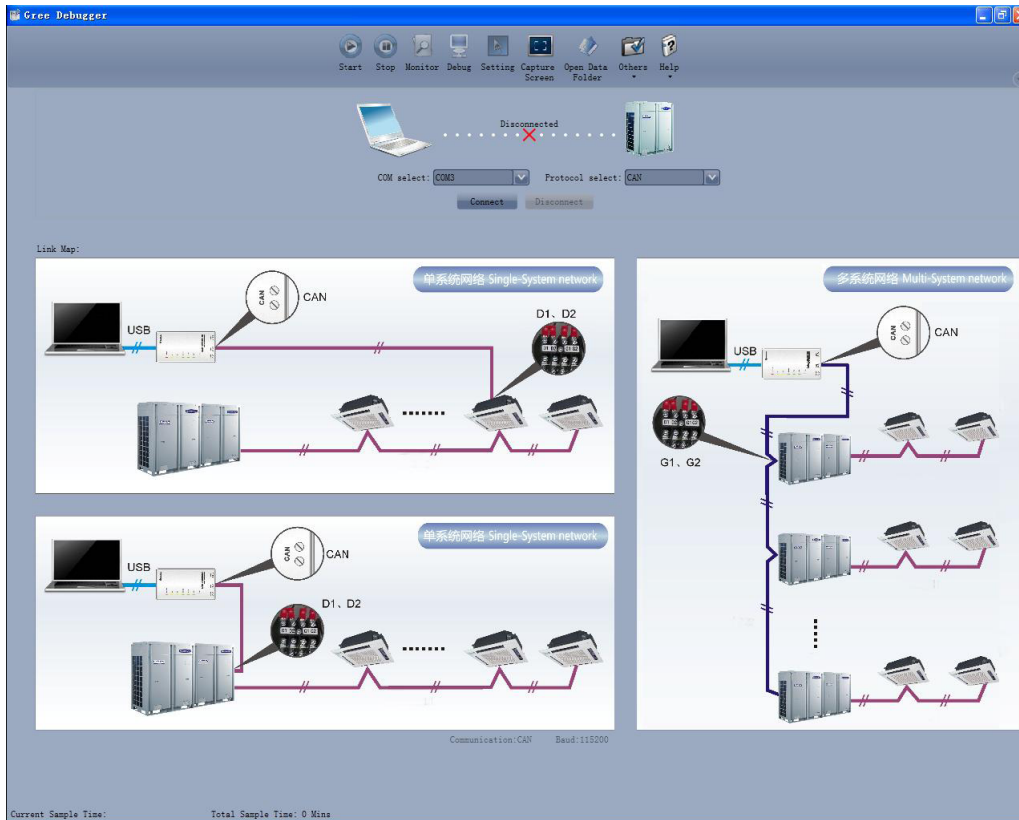 Gree Debugger
Start Stop Monitor Debug Setting Capture Screen Open Data Folder Others Help
Disconnected
COM select: COM3 Protocol select: CAN
Connect Disconnect
Link Map:
单系统网络 Single-System network
CAN
CAN
USB
D1、D2
单系统网络 Single-System network
CAN
CAN
USB
D1、D2
多系统网络 Multi-System network
CAN
CAN
USB
G1、G2
Communication:CAN Baud:115200
Current Sample Time: Total Sample Time: 0 Mins